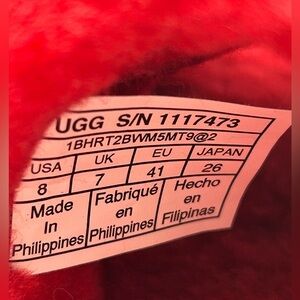 UGG S/N 1117473
1BHRT2BWM5MT9@2
USA UK EU JAPAN
8 7 41 26
Made Fabriqué Hecho
In en en
Philippines Philippines Filipinas